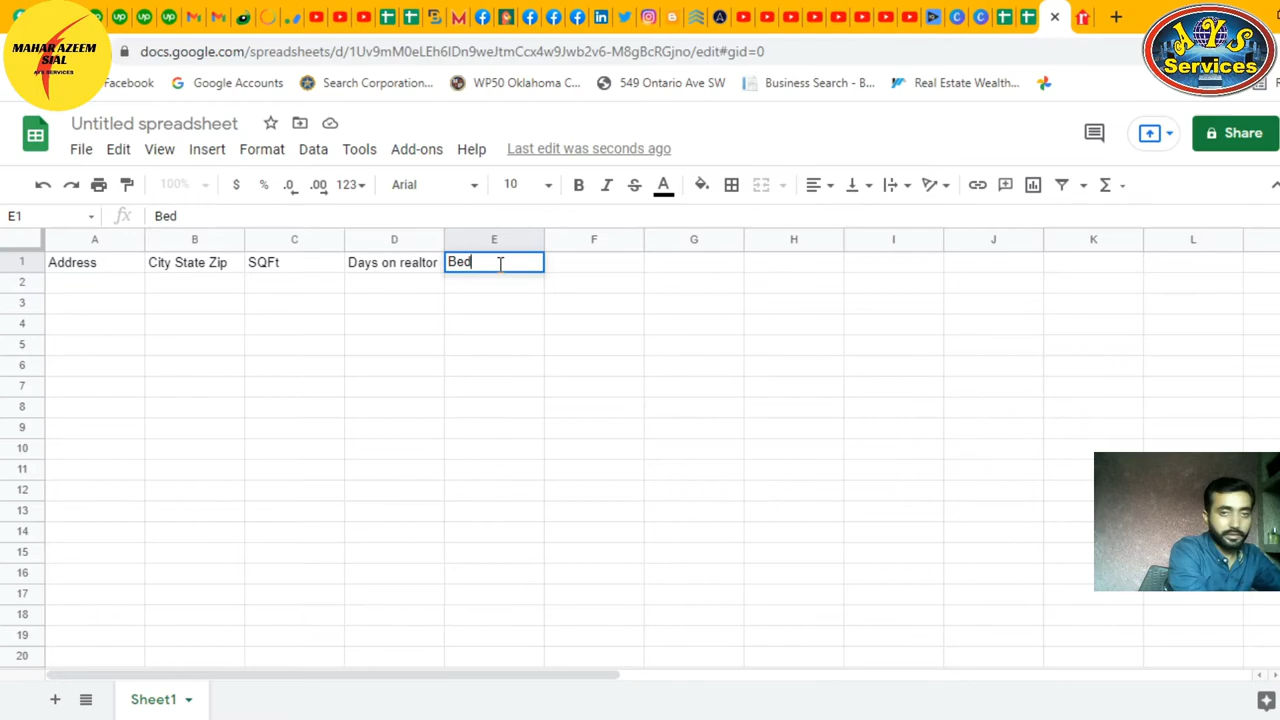 MAHAR AZEEM
SIAL
AYS SERVICES
AYS
Services
docs.google.com/spreadsheets/d/1Uv9mM0eLEh6lDn9weJtmCcx4w9Jwb2v6-M8gBcRGjno/edit#gid=0
Facebook Google Accounts Search Corporation... WP50 Oklahoma C... 549 Ontario Ave SW Business Search - B... Real Estate Wealth...
Untitled spreadsheet
Share
File Edit View Insert Format Data Tools Add-ons Help Last edit was seconds ago
100% $ % .0 .00 123 Arial 10 B I S A Σ
E1 fx Bed
A B C D E F G H I J K L
1 Address City State Zip SQFt Days on realtor Bed
2
3
4
5
6
7
8
9
10
11
12
13
14
15
16
17
18
19
20
Sheet1